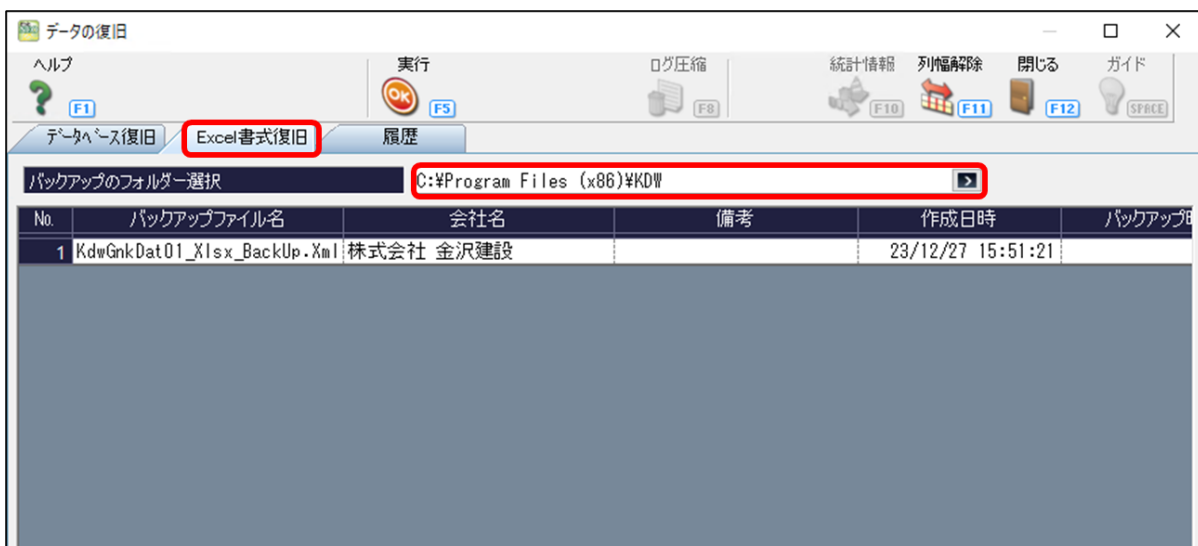 データの復旧
ヘルプ 実行 ログ圧縮 統計情報 列幅解除 閉じる ガイド
F1 OK F5 F8 F10 F11 F12 SPACE
ﾃﾞｰﾀﾍﾞｰｽ復旧 Excel書式復旧 履歴
バックアップのフォルダー選択 C:¥Program Files (x86)¥KDW
No. バックアップファイル名 会社名 備考 作成日時 バックアップ
1 KdwGnkDat01_Xlsx_BackUp.Xml 株式会社 金沢建設 23/12/27 15:51:21